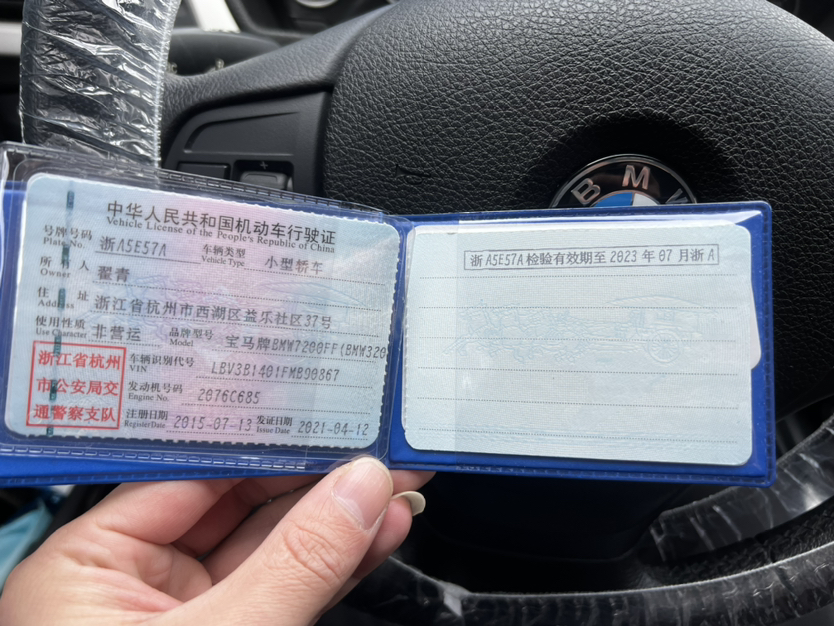 中华人民共和国机动车行驶证
Vehicle License of the People's Republic of China
号牌号码 浙A5E57A 车辆类型 小型轿车
Plate No. Vehicle Type
所有人 翟青
Owner
住址 浙江省杭州市西湖区益乐社区37号
Address
使用性质 非营运 品牌型号 宝马牌BMW7200FF(BMW320
Use Character Model
浙江省杭州
市公安局交
通警察支队
车辆识别代号
VIN LBV3B1401FMB90867
发动机号码
Engine No. 2076C685
注册日期 2015-07-13 发证日期 2021-04-12
Register Date Issue Date
浙A5E57A检验有效期至2023年07月浙A
BMW